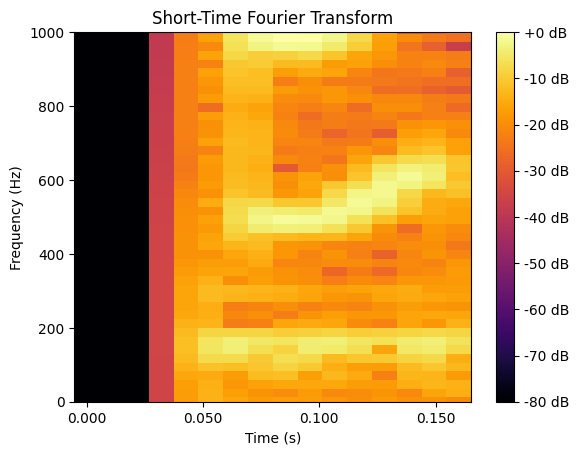 Short-Time Fourier Transform
1000
800
600
400
200
0
Frequency (Hz)
0.000
0.050
0.100
0.150
Time (s)
+0 dB
-10 dB
-20 dB
-30 dB
-40 dB
-50 dB
-60 dB
-70 dB
-80 dB